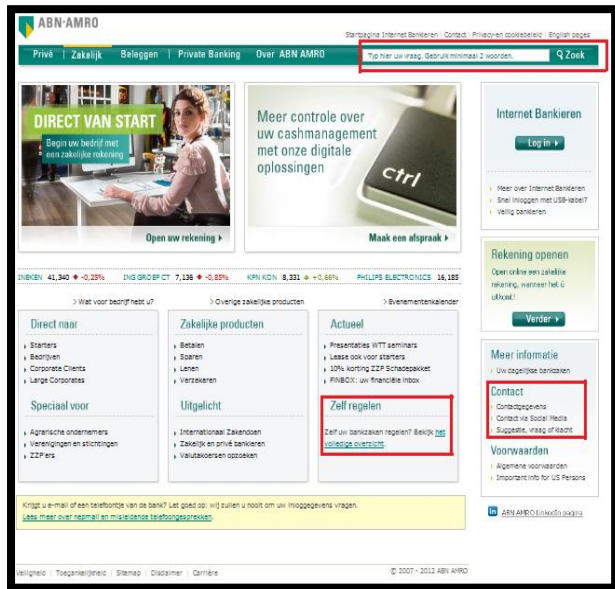 ABN·AMRO
Startpagina Internet Bankieren | Contact | Privacy-en cookiebeleid | English pages
Privé | Zakelijk | Beleggen | Private Banking | Over ABN AMRO
Typ hier uw vraag. Gebruik minimaal 2 woorden.
Zoek
DIRECT VAN START
Begin uw bedrijf met
een zakelijke rekening
Open uw rekening
Meer controle over
uw cashmanagement
met onze digitale
oplossingen
ctrl
Maak een afspraak
Internet Bankieren
Log in
Meer over Internet Bankieren
Snel inloggen met USB-kabel?
Veilig bankieren
INEKEN 41,340 -0,25% ING GROEP CT 7,136 -0,85% KPN KON 8,331 +0,66% PHILIPS ELECTRONICS 16,185
Rekening openen
Open online een zakelijke
rekening, wanneer het ú
uitkomt!
Verder
> Wat voor bedrijf hebt u?
> Overige zakelijke producten
> Evenementenkalender
Direct naar
Starters
Bedrijven
Corporate Clients
Large Corporates
Zakelijke producten
Betalen
Sparen
Lenen
Verzekeren
Actueel
Presentaties WTT seminars
Lease ook voor starters
10% korting ZZP Schadepakket
FINBOX: uw financiële inbox
Speciaal voor
Agrarische ondernemers
Verenigingen en stichtingen
ZZP'ers
Uitgelicht
Internationaal Zakendoen
Zakelijk en privé bankieren
Valutakoersen opzoeken
Zelf regelen
Zelf uw bankzaken regelen? Bekijk het
volledige overzicht.
Meer informatie
Uw dagelijkse bankzaken
Contact
Contactgegevens
Contact via Social Media
Suggestie, vraag of klacht
Voorwaarden
Algemene voorwaarden
Important info for US Persons
in ABN AMRO LinkedIn pagina
Krijgt u e-mail of een telefoontje van de bank? Let goed op: wij zullen u nooit om uw inloggegevens vragen.
Lees meer over nepmail en misleidende telefoongesprekken.
Veiligheid | Toegankelijkheid | Sitemap | Disclaimer | Carrière
© 2007 - 2012 ABN AMRO